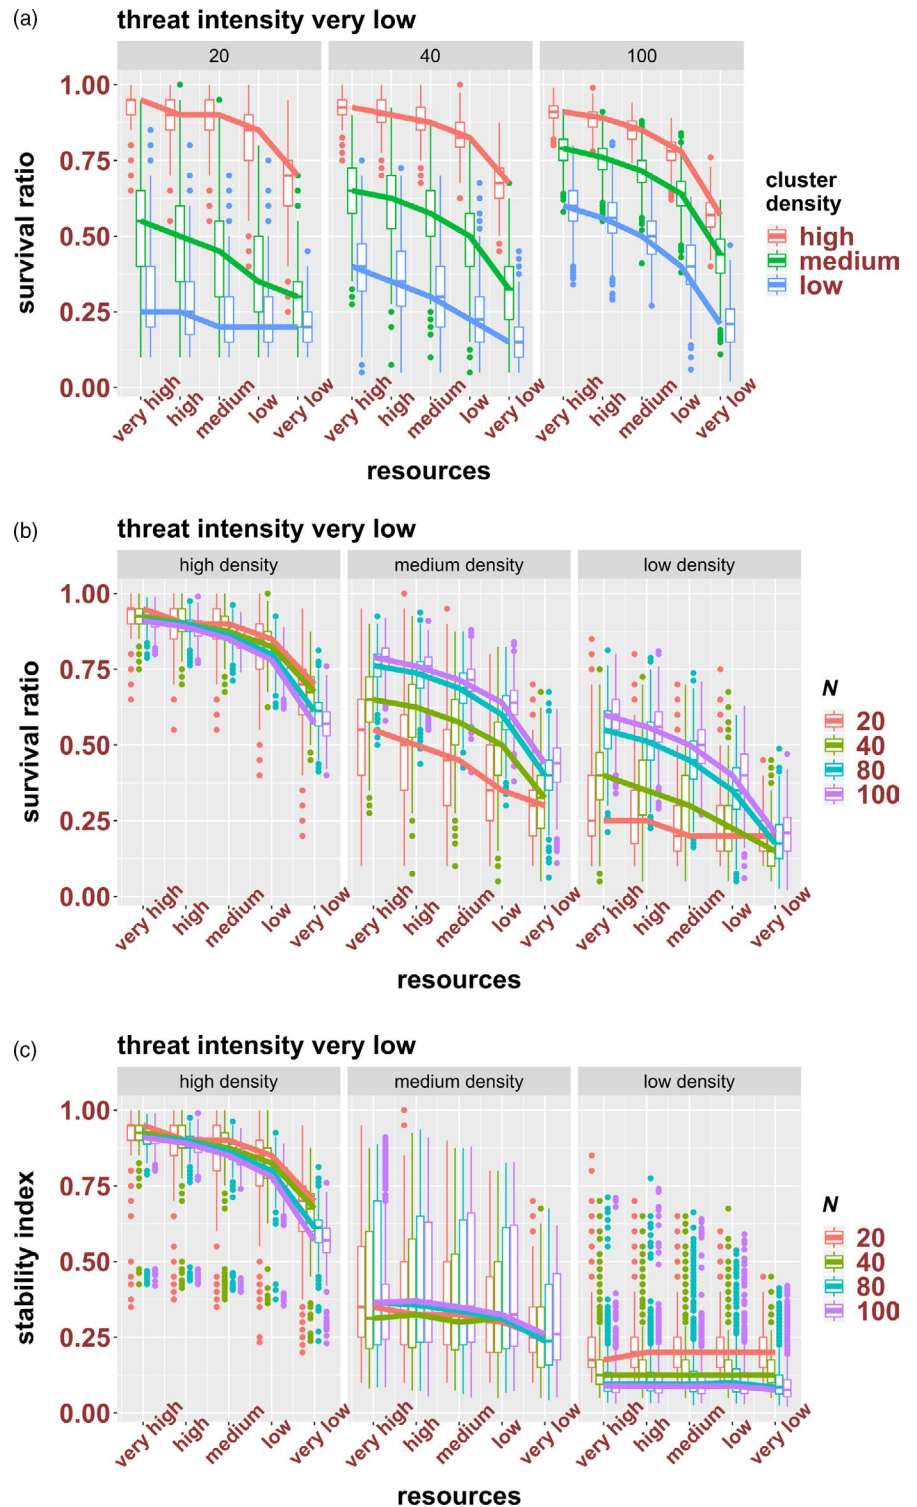 (a)
threat intensity very low
20 40 100
1.00
0.75
0.50
0.25
0.00
survival ratio
very high high medium low very low very high high medium low very low very high high medium low very low
resources
cluster
density
high
medium
low
(b)
threat intensity very low
high density medium density low density
1.00
0.75
0.50
0.25
0.00
survival ratio
very high high medium low very low very high high medium low very low very high high medium low very low
resources
N
20
40
80
100
(c)
threat intensity very low
high density medium density low density
1.00
0.75
0.50
0.25
0.00
stability index
very high high medium low very low very high high medium low very low very high high medium low very low
resources
N
20
40
80
100